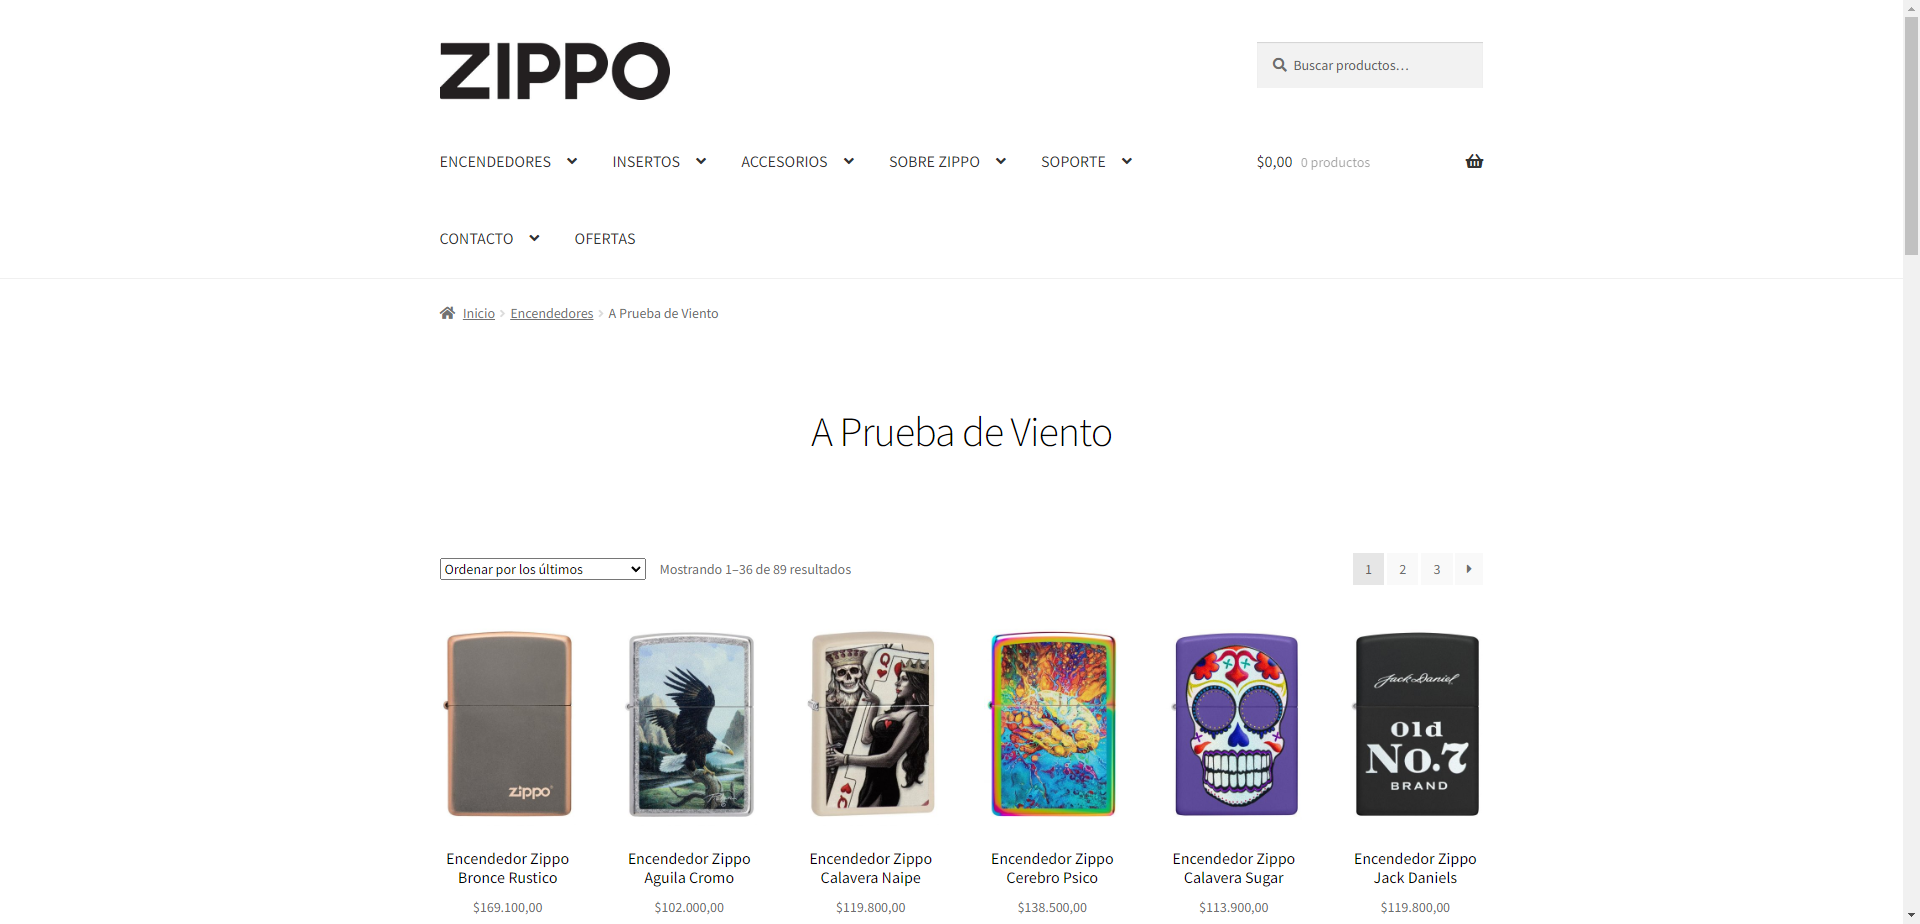 ZIPPO
Buscar productos…
ENCENDEDORES INSERTOS ACCESORIOS SOBRE ZIPPO SOPORTE
$0,00 0 productos
CONTACTO OFERTAS
Inicio Encendedores A Prueba de Viento
A Prueba de Viento
Ordenar por los últimos Mostrando 1–36 de 89 resultados 1 2 3
zippo
Q
Q
Jack Daniel
Old
No.7
BRAND
Encendedor Zippo
Bronce Rustico
$169.100,00
Encendedor Zippo
Aguila Cromo
$102.000,00
Encendedor Zippo
Calavera Naipe
$119.800,00
Encendedor Zippo
Cerebro Psico
$138.500,00
Encendedor Zippo
Calavera Sugar
$113.900,00
Encendedor Zippo
Jack Daniels
$119.800,00